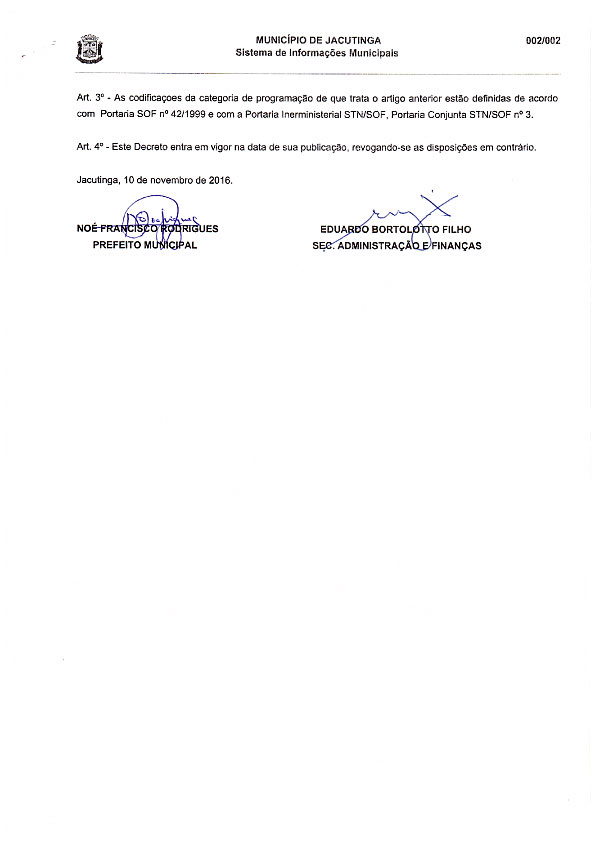 MUNICÍPIO DE JACUTINGA
002/002
Sistema de Informações Municipais
Art. 3º - As codificaçoes da categoria de programação de que trata o artigo anterior estão definidas de acordo
com Portaria SOF nº 42/1999 e com a Portaria Inerministerial STN/SOF, Portaria Conjunta STN/SOF nº 3.
Art. 4º - Este Decreto entra em vigor na data de sua publicação, revogando-se as disposições em contrário.
Jacutinga, 10 de novembro de 2016.
NOÉ FRANCISCO RODRIGUES
EDUARDO BORTOLOTTO FILHO
PREFEITO MUNICIPAL
SEC. ADMINISTRAÇÃO E FINANÇAS